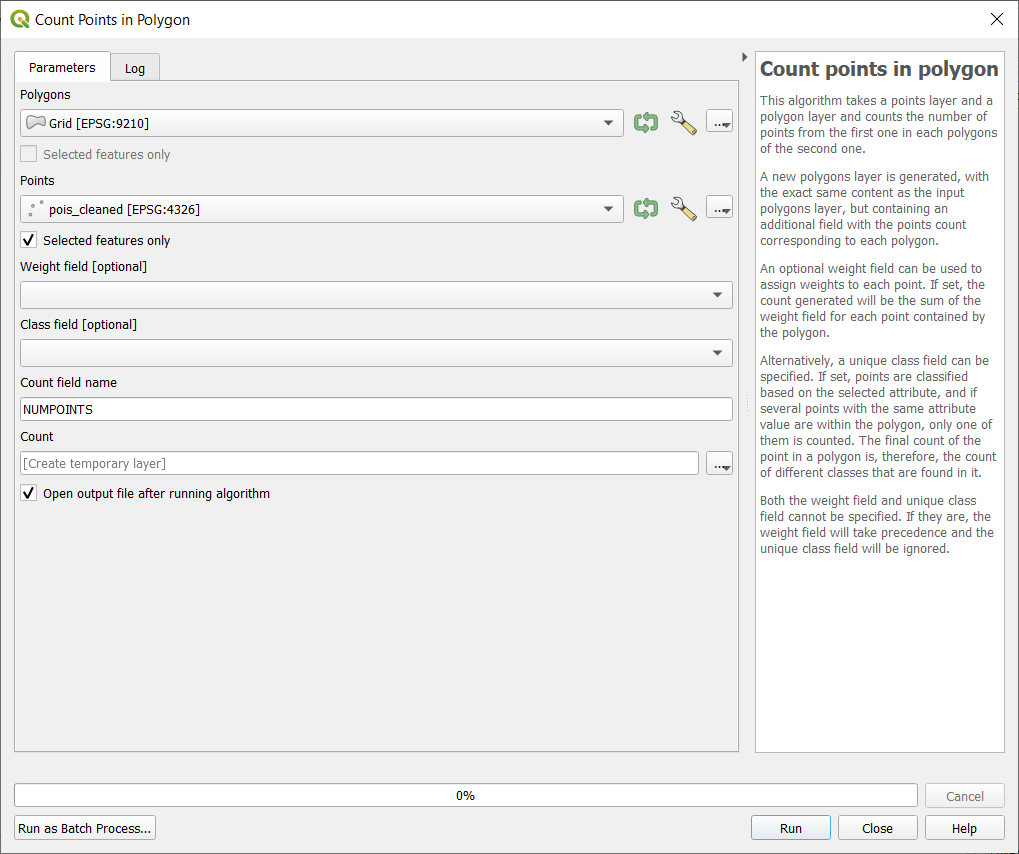 Count Points in Polygon
Parameters
Log
Polygons
Grid [EPSG:9210]
Selected features only
Points
pois_cleaned [EPSG:4326]
Selected features only
Weight field [optional]
Class field [optional]
Count field name
NUMPOINTS
Count
[Create temporary layer]
Open output file after running algorithm
Count points in polygon
This algorithm takes a points layer and a
polygon layer and counts the number of
points from the first one in each polygons
of the second one.
A new polygons layer is generated, with
the exact same content as the input
polygons layer, but containing an
additional field with the points count
corresponding to each polygon.
An optional weight field can be used to
assign weights to each point. If set, the
count generated will be the sum of the
weight field for each point contained by
the polygon.
Alternatively, a unique class field can be
specified. If set, points are classified
based on the selected attribute, and if
several points with the same attribute
value are within the polygon, only one of
them is counted. The final count of the
point in a polygon is, therefore, the count
of different classes that are found in it.
Both the weight field and unique class
field cannot be specified. If they are, the
weight field will take precedence and the
unique class field will be ignored.
0%
Cancel
Run as Batch Process...
Run
Close
Help